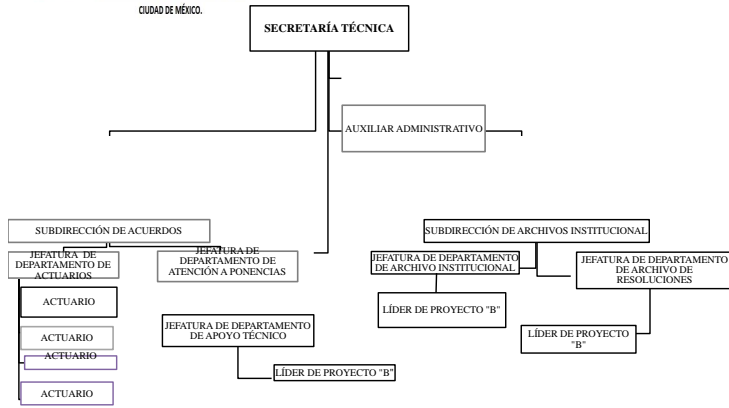 CIUDAD DE MÉXICO.
SECRETARÍA TÉCNICA
AUXILIAR ADMINISTRATIVO
SUBDIRECCIÓN DE ACUERDOS
SUBDIRECCIÓN DE ARCHIVOS INSTITUCIONAL
JEFATURA DE
DEPARTAMENTO DE
ACTUARIOS
JEFATURA DE
DEPARTAMENTO DE
ATENCIÓN A PONENCIAS
JEFATURA DE DEPARTAMENTO
DE ARCHIVO INSTITUCIONAL
JEFATURA DE DEPARTAMENTO
DE ARCHIVO DE
RESOLUCIONES
ACTUARIO
ACTUARIO
ACTUARIO
ACTUARIO
JEFATURA DE DEPARTAMENTO
DE APOYO TÉCNICO
LÍDER DE PROYECTO "B"
LÍDER DE PROYECTO "B"
LÍDER DE PROYECTO
"B"